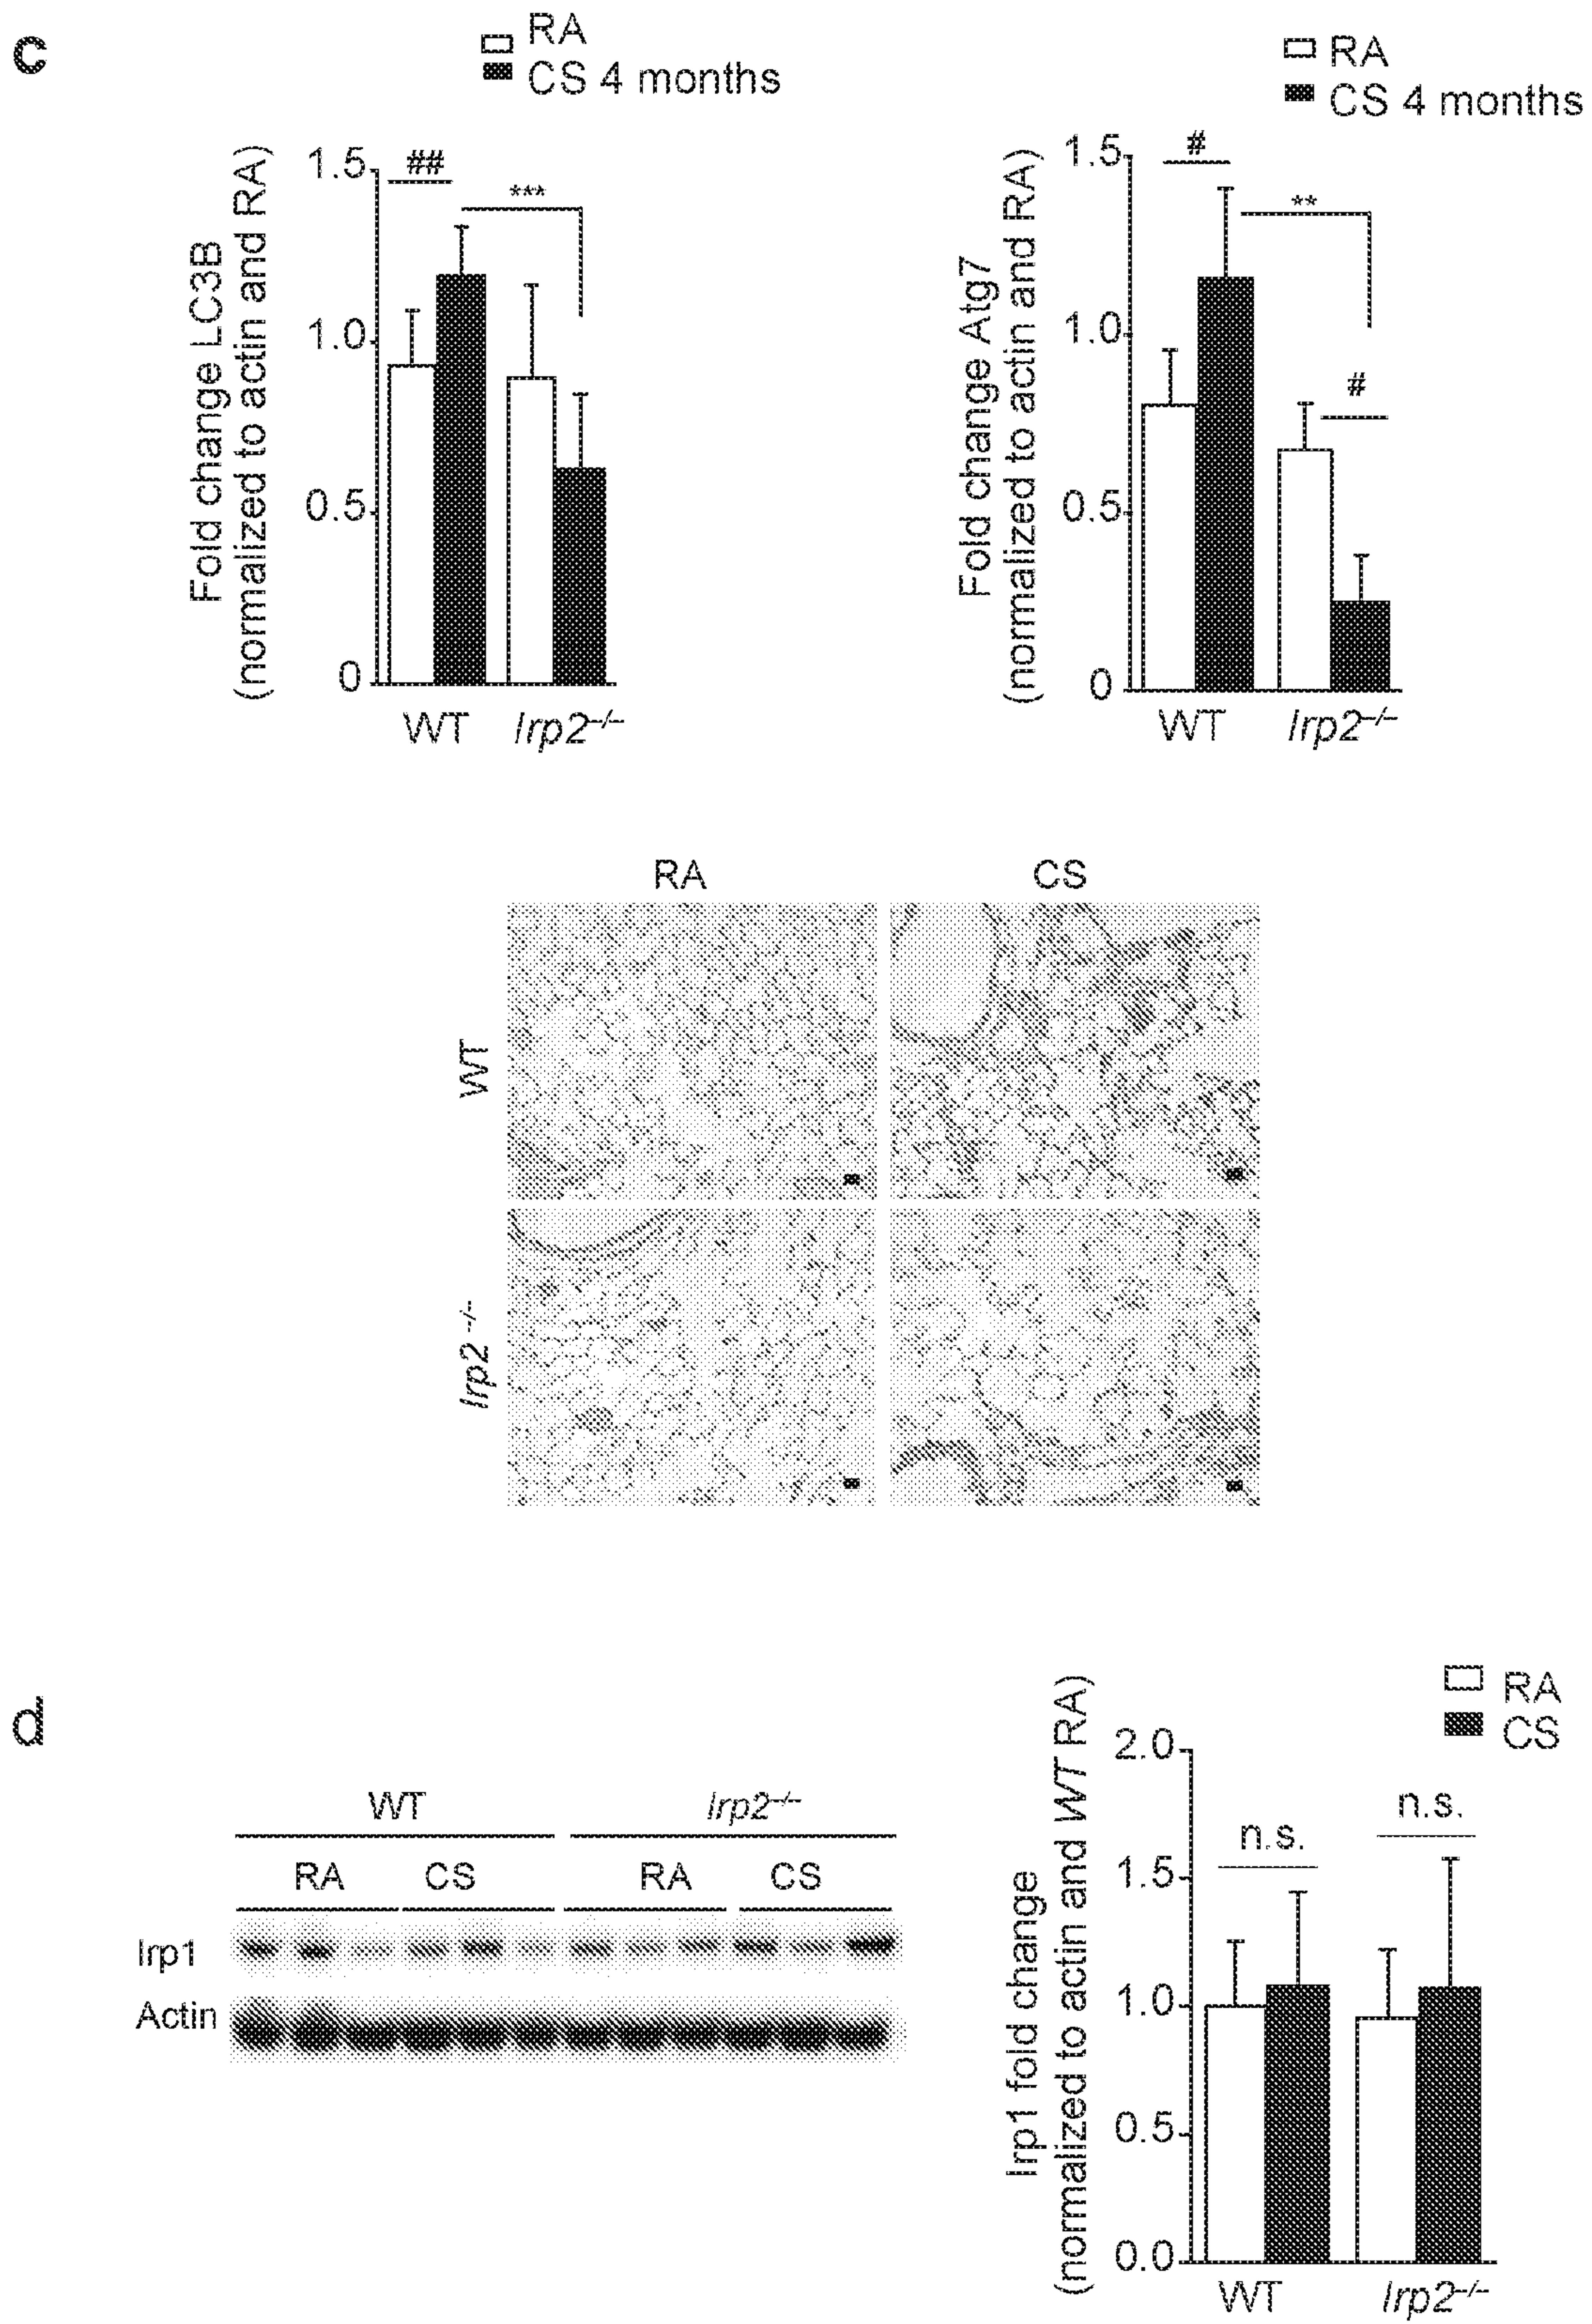 c
RA
CS 4 months
Fold change LC3B
(normalized to actin and RA)
1.5
1.0
0.5
0
##
***
WT Irp2⁻/⁻
RA
CS 4 months
Fold change Atg7
(normalized to actin and RA)
1.5
1.0
0.5
0
#
**
#
WT Irp2⁻/⁻
RA CS
WT
Irp2⁻/⁻
d
WT Irp2⁻/⁻
RA CS RA CS
Irp1
Actin
RA
CS
Irp1 fold change
(normalized to actin and WT RA)
2.0
1.5
1.0
0.5
0.0
n.s.
n.s.
WT Irp2⁻/⁻